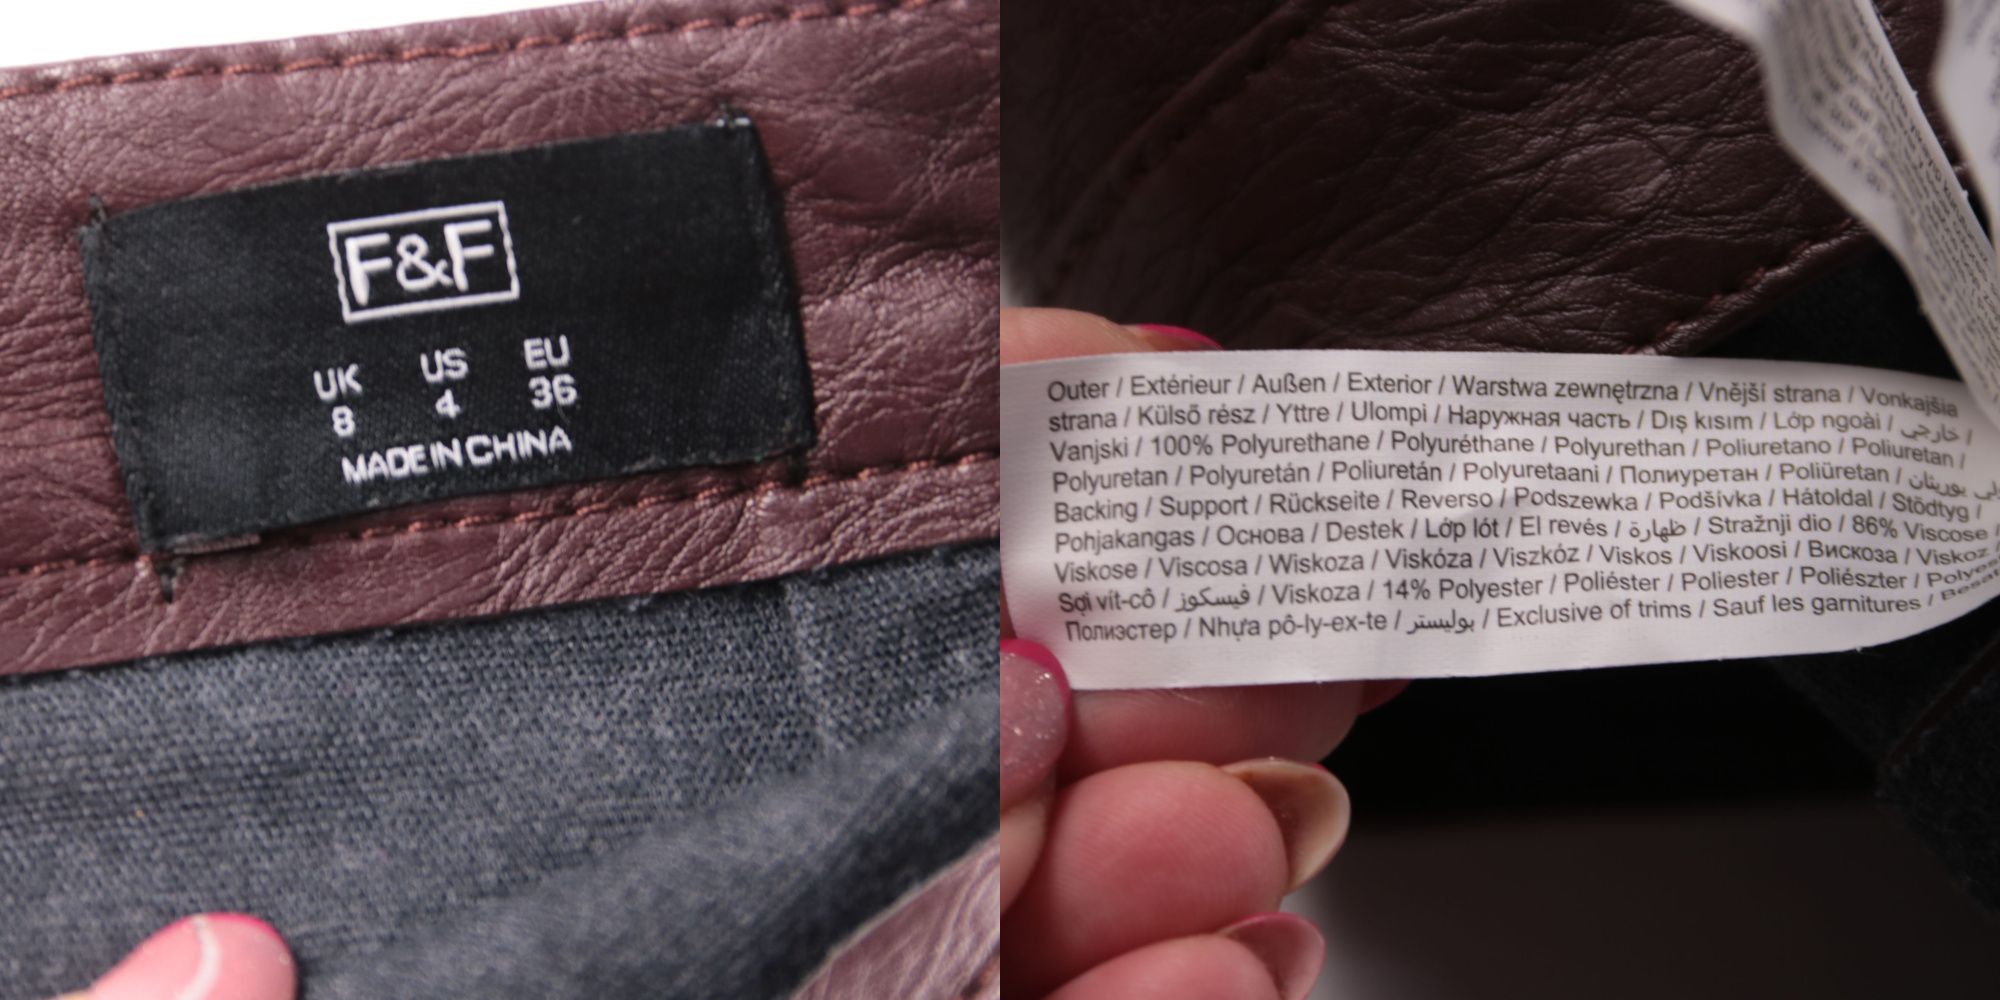 F&F
UK US EU
8 4 36
MADE IN CHINA
Outer / Extérieur / Außen / Exterior / Warstwa zewnętrzna / Vnější strana / Vonkajšia
strana / Külső rész / Yttre / Ulompi / Наружная часть / Dış kısım / Lớp ngoài / خارجي /
Vanjski / 100% Polyurethane / Polyuréthane / Polyurethan / Poliuretano / Poliuretan /
Polyuretan / Polyuretán / Poliuretán / Polyuretaani / Полиуретан / Poliüretan /
Backing / Support / Rückseite / Reverso / Podszewka / Podšívka / Hátoldal / Stödtyg /
Pohjakangas / Основа / Destek / Lớp lót / El revés / ظهارة / Stražnji dio / 86% Viscose /
Viskose / Viscosa / Wiskoza / Viskóza / Viszkóz / Viskos / Viskoosi / Вискоза / Viskoz
Sợi vít-cô / فيسكوز / Viskoza / 14% Polyester / Poliéster / Poliester / Poliészter /
Полиэстер / Nhựa pô-ly-ex-te / بوليستر / Exclusive of trims / Sauf les garnitures /